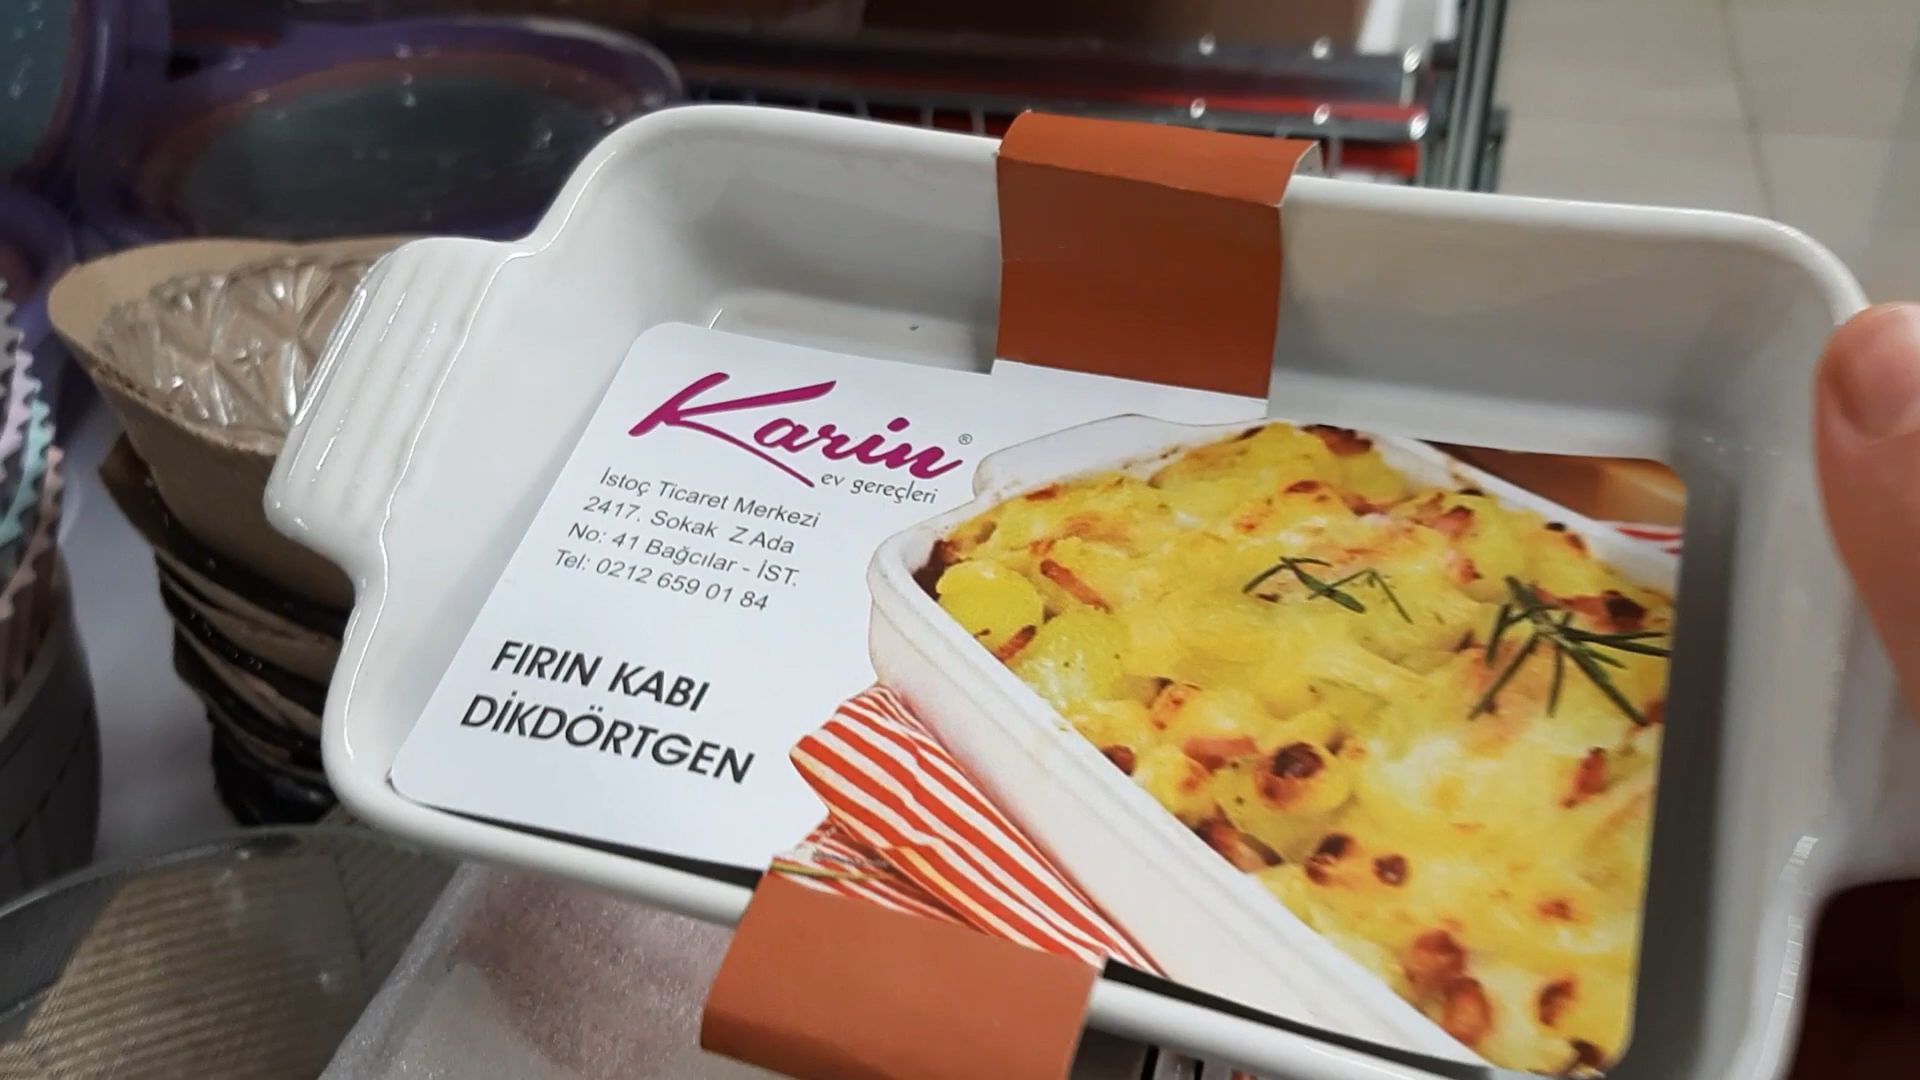 Karin®
ev gereçleri
İstoç Ticaret Merkezi
2417. Sokak Z Ada
No: 41 Bağcılar - İST.
Tel: 0212 659 01 84
FIRIN KABI
DİKDÖRTGEN